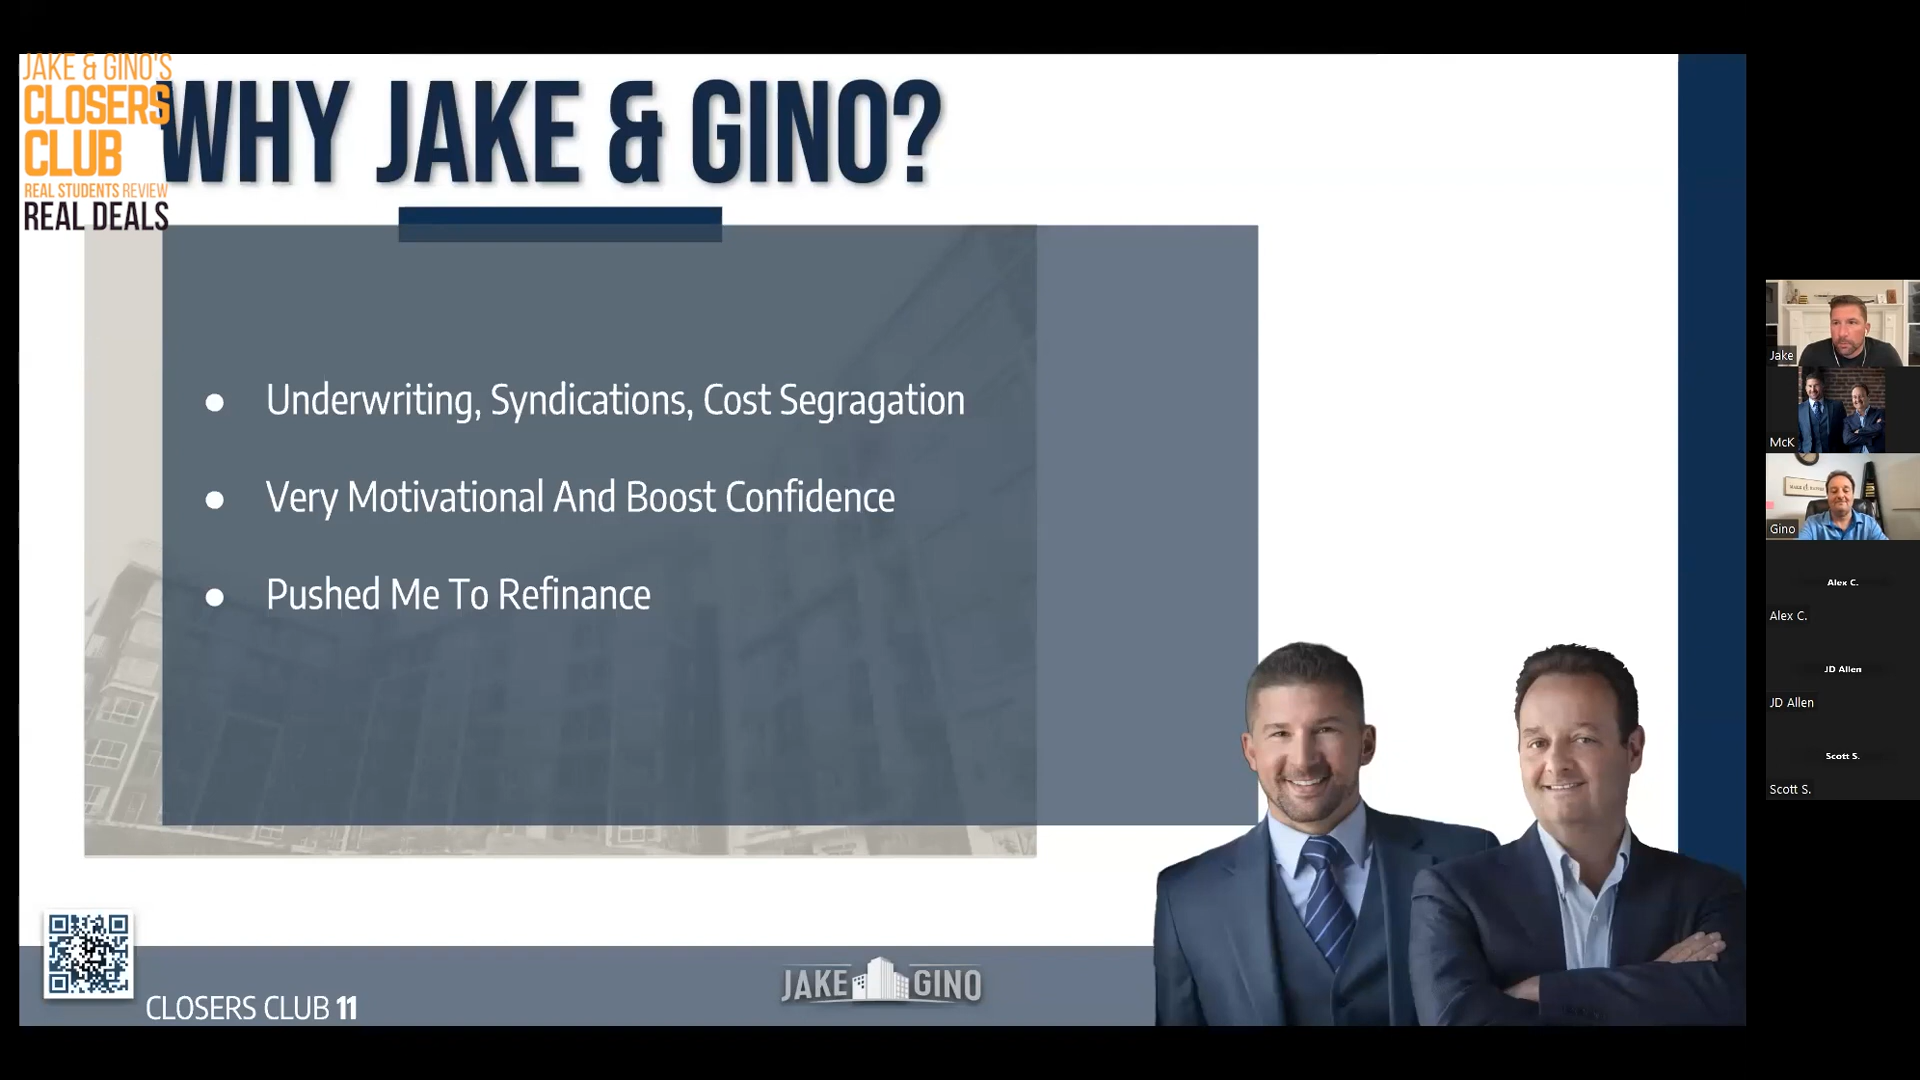 JAKE & GINO'S
CLOSERS
CLUB
REAL STUDENTS REVIEW
REAL DEALS
WHY JAKE & GINO?
● Underwriting, Syndications, Cost Segragation
● Very Motivational And Boost Confidence
● Pushed Me To Refinance
CLOSERS CLUB 11
JAKE GINO
Jake
McK
Gino
Alex C.
Alex C.
JD Allen
JD Allen
Scott S.
Scott S.